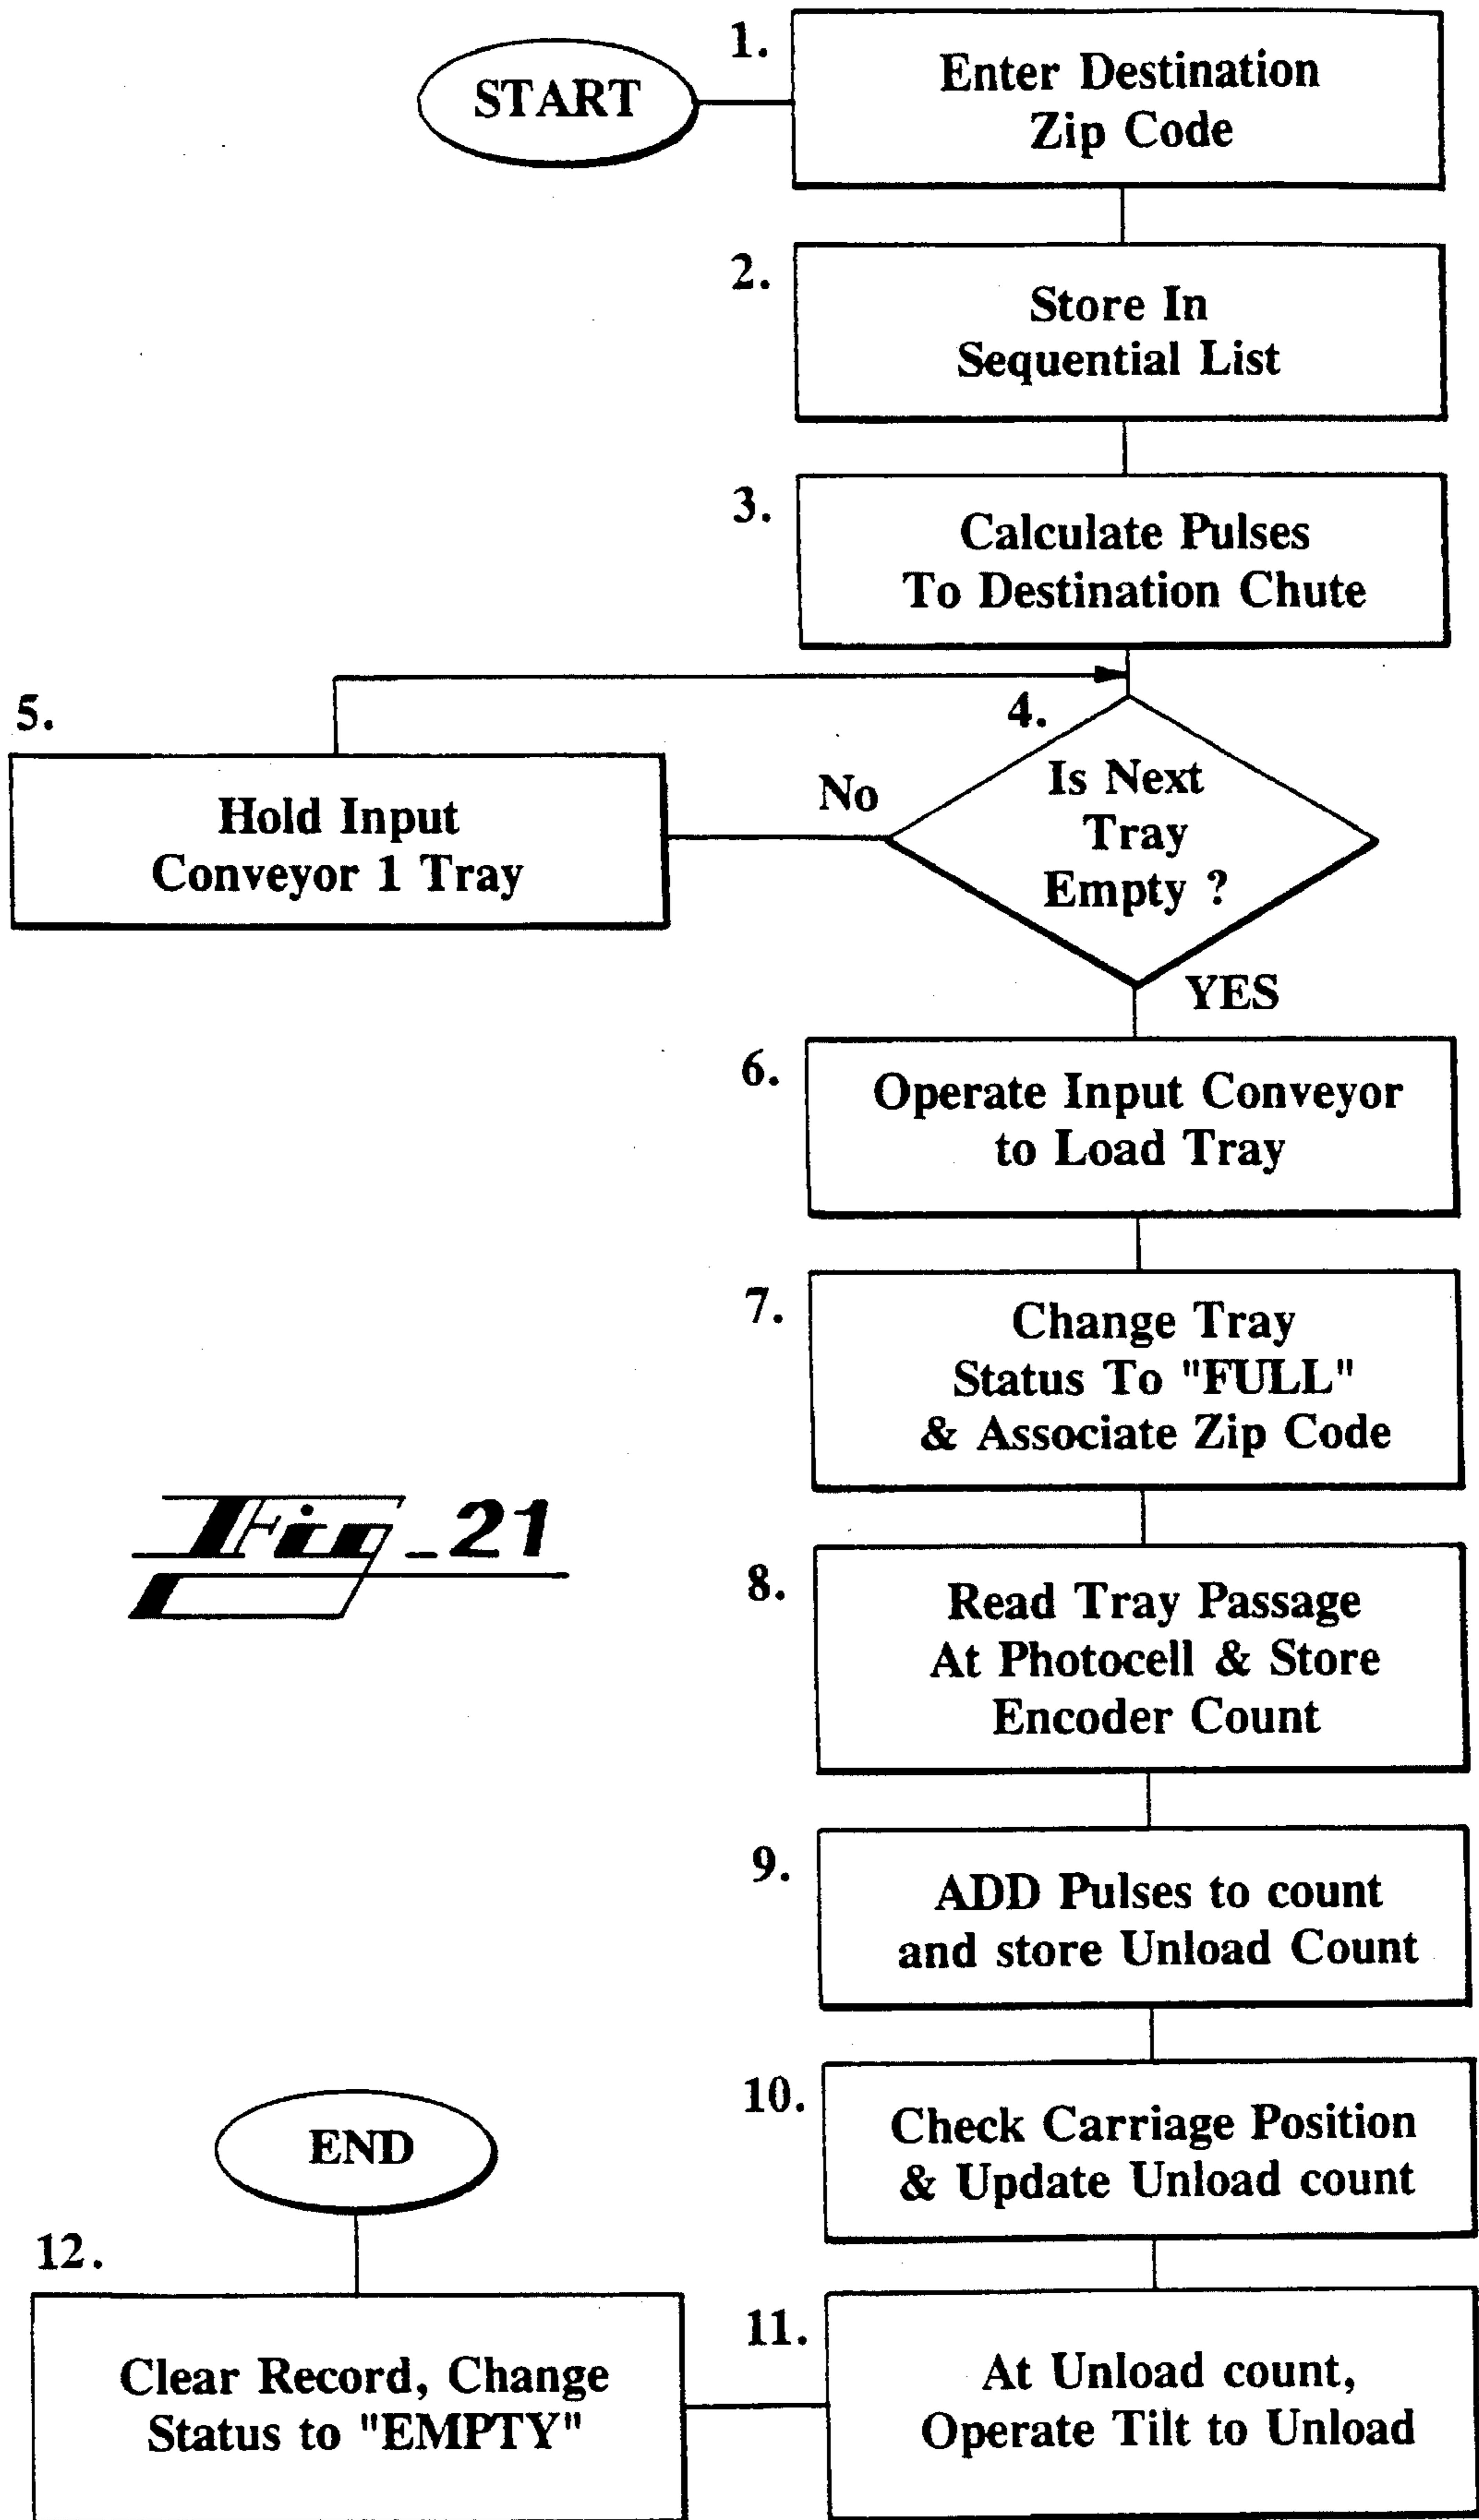 START
1.
Enter Destination
Zip Code
2.
Store In
Sequential List
3.
Calculate Pulses
To Destination Chute
4.
Is Next
Tray
Empty ?
No
5.
Hold Input
Conveyor 1 Tray
YES
6.
Operate Input Conveyor
to Load Tray
7.
Change Tray
Status To "FULL"
& Associate Zip Code
8.
Read Tray Passage
At Photocell & Store
Encoder Count
9.
ADD Pulses to count
and store Unload Count
10.
Check Carriage Position
& Update Unload count
11.
At Unload count,
Operate Tilt to Unload
12.
Clear Record, Change
Status to "EMPTY"
END
Fig_21